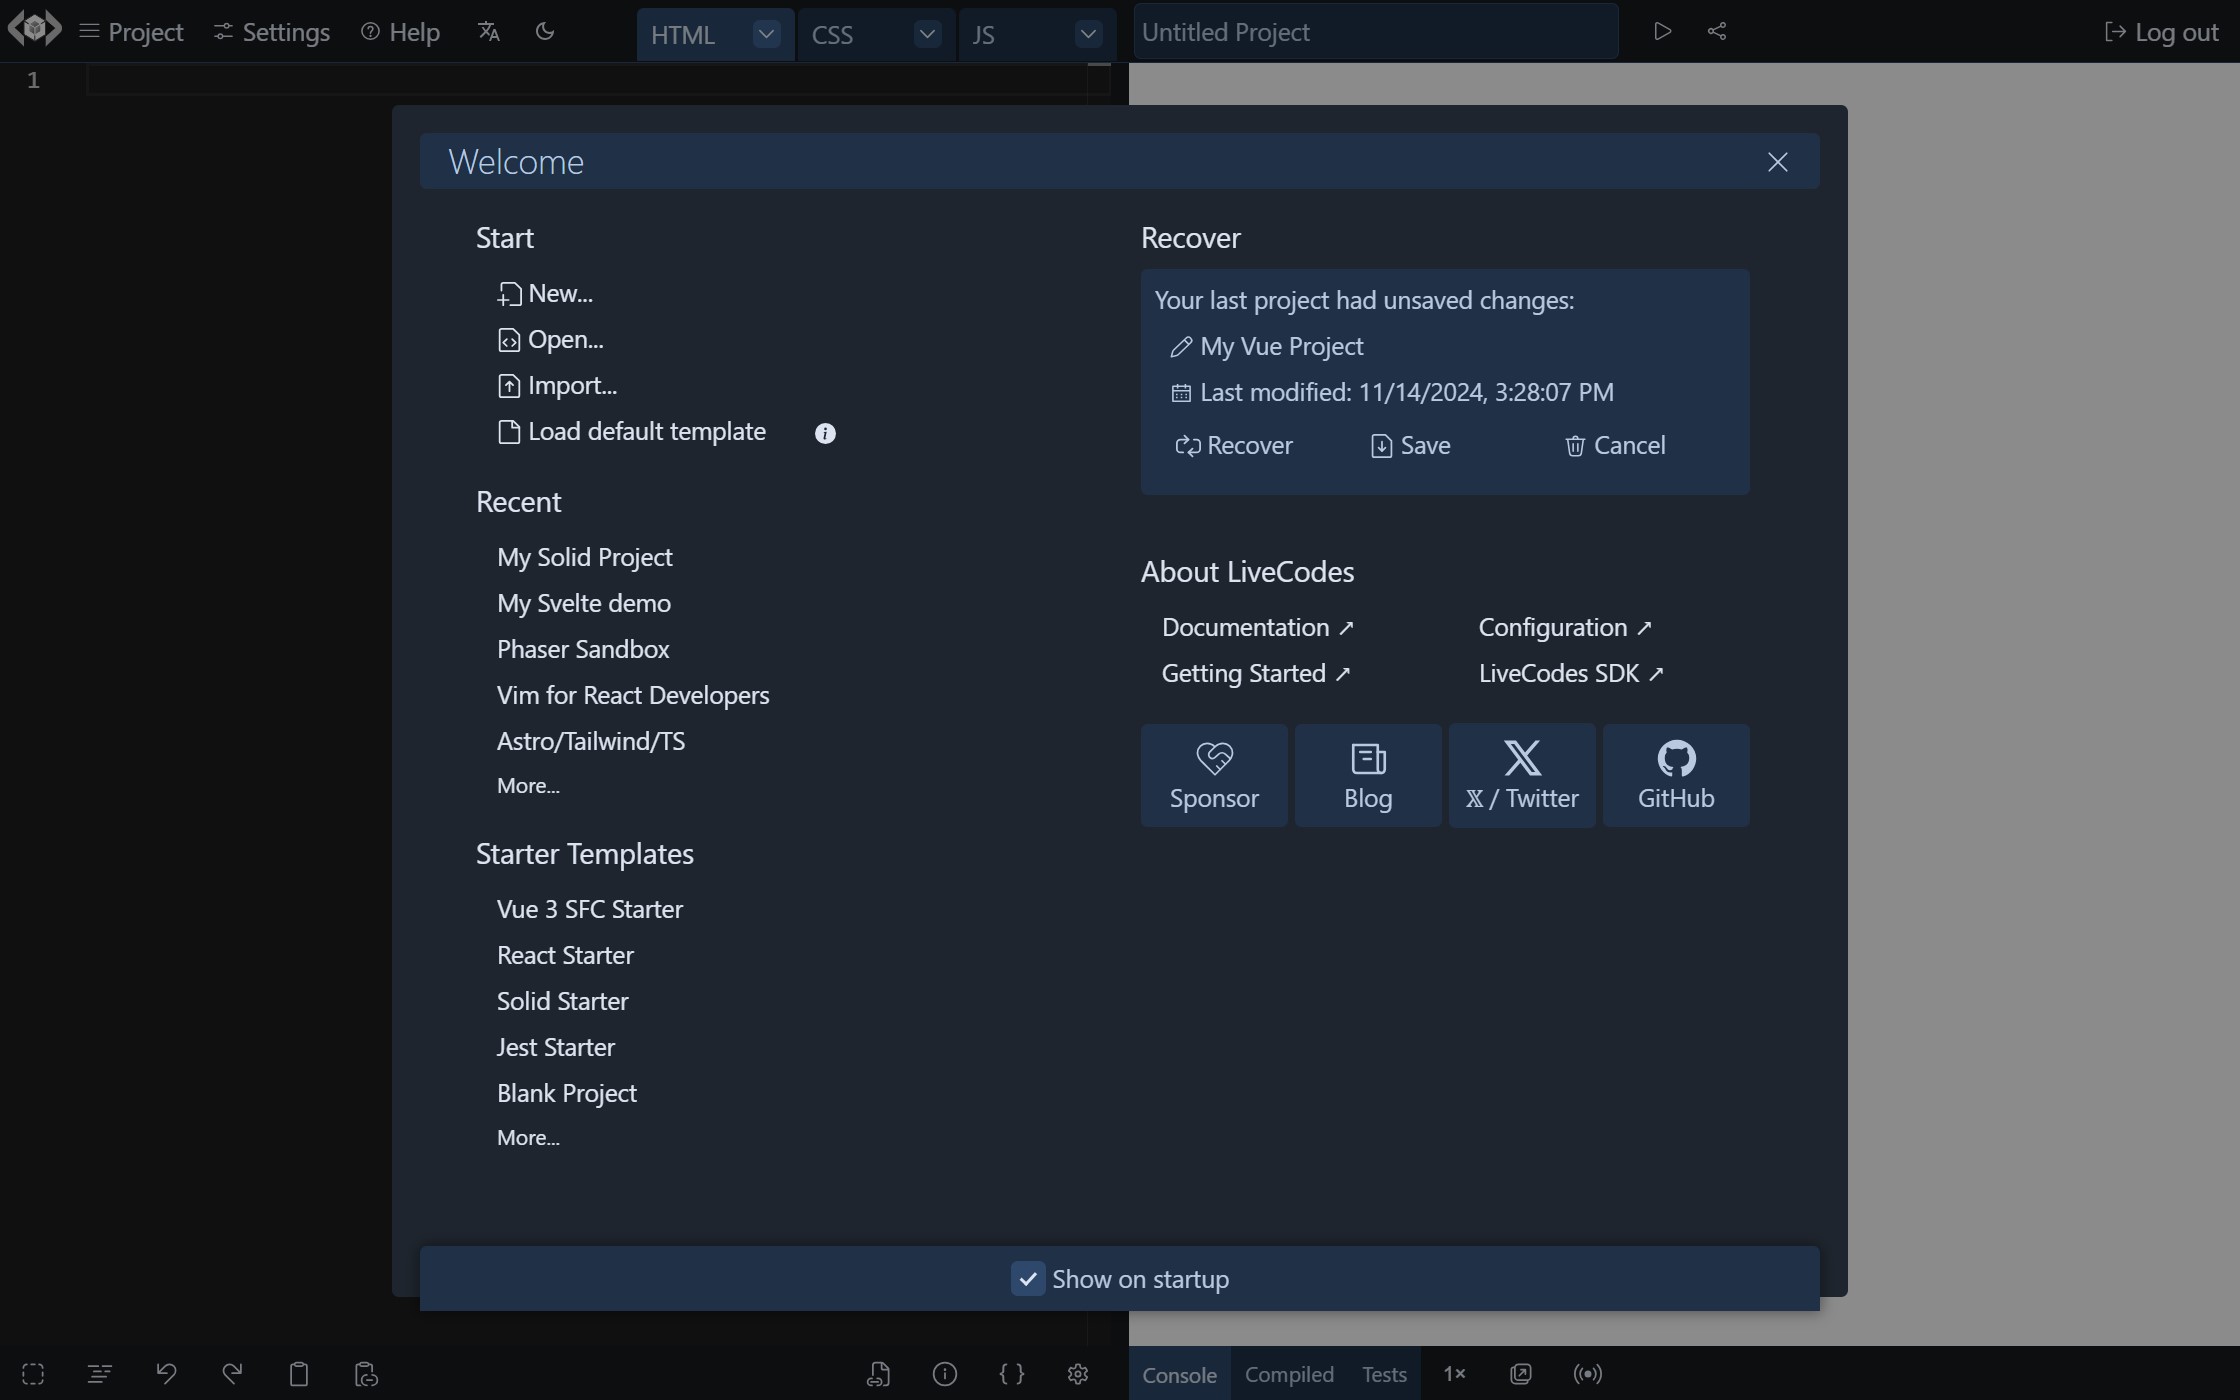 Project Settings Help HTML CSS JS Untitled Project Log out
1
Welcome
Start
New...
Open...
Import...
Load default template
Recent
My Solid Project
My Svelte demo
Phaser Sandbox
Vim for React Developers
Astro/Tailwind/TS
More...
Starter Templates
Vue 3 SFC Starter
React Starter
Solid Starter
Jest Starter
Blank Project
More...
Recover
Your last project had unsaved changes:
My Vue Project
Last modified: 11/14/2024, 3:28:07 PM
Recover Save Cancel
About LiveCodes
Documentation ↗ Configuration ↗
Getting Started ↗ LiveCodes SDK ↗
Sponsor Blog 𝕏 / Twitter GitHub
Show on startup
Console Compiled Tests 1×